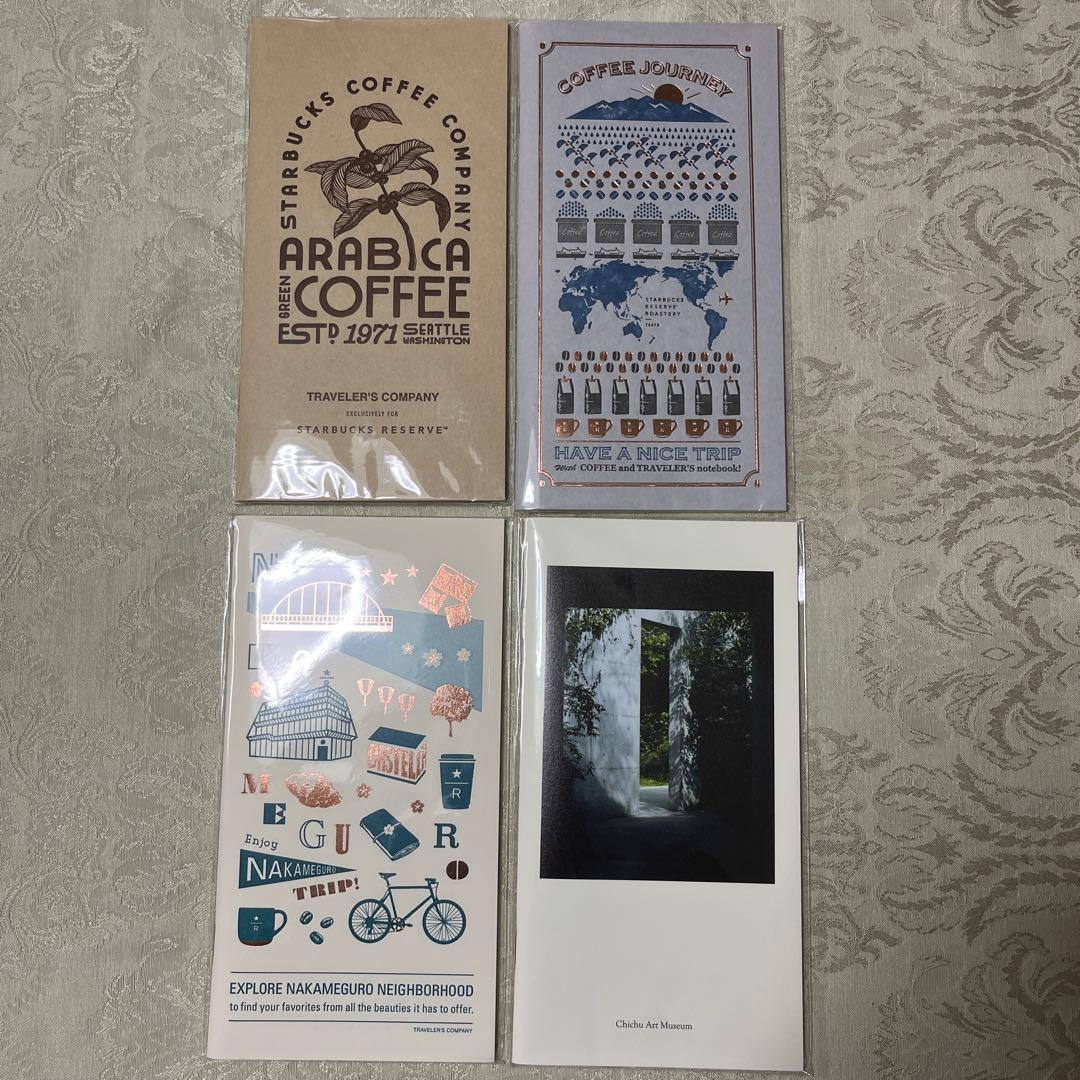 STARBUCKS COFFEE COMPANY
ARABICA
GREEN
COFFEE
ESTD 1971 SEATTLE
WASHINGTON
TRAVELER'S COMPANY
EXCLUSIVELY FOR
STARBUCKS RESERVE™
COFFEE JOURNEY
Coffee Coffee Coffee Coffee Coffee
STARBUCKS
RESERVE®
ROASTERY
TOKYO
HAVE A NICE TRIP
With COFFEE and TRAVELER'S notebook!
N
K
R
CASTELO
R
M
E
G
U
R
Enjoy
NAKAMEGURO
TRIP!
R
EXPLORE NAKAMEGURO NEIGHBORHOOD
to find your favorites from all the beauties it has to offer.
TRAVELER'S COMPANY
Chichu Art Museum